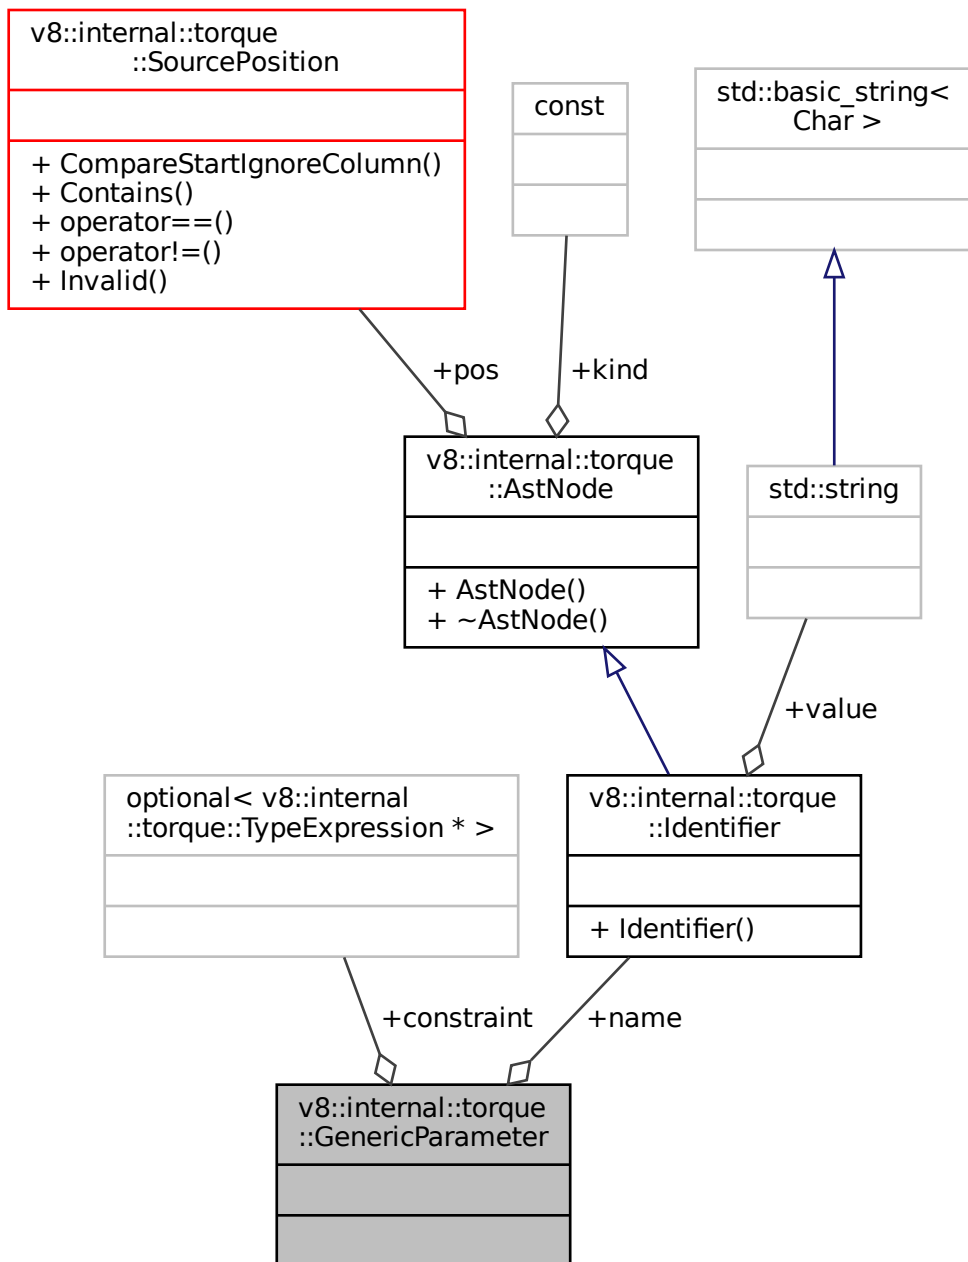 v8::internal::torque
::SourcePosition
+ CompareStartIgnoreColumn()
+ Contains()
+ operator==()
+ operator!=()
+ Invalid()
const
std::basic_string<
Char >
+pos
+kind
v8::internal::torque
::AstNode
+ AstNode()
+ ~AstNode()
std::string
+value
optional< v8::internal
::torque::TypeExpression * >
v8::internal::torque
::Identifier
+ Identifier()
+constraint
+name
v8::internal::torque
::GenericParameter